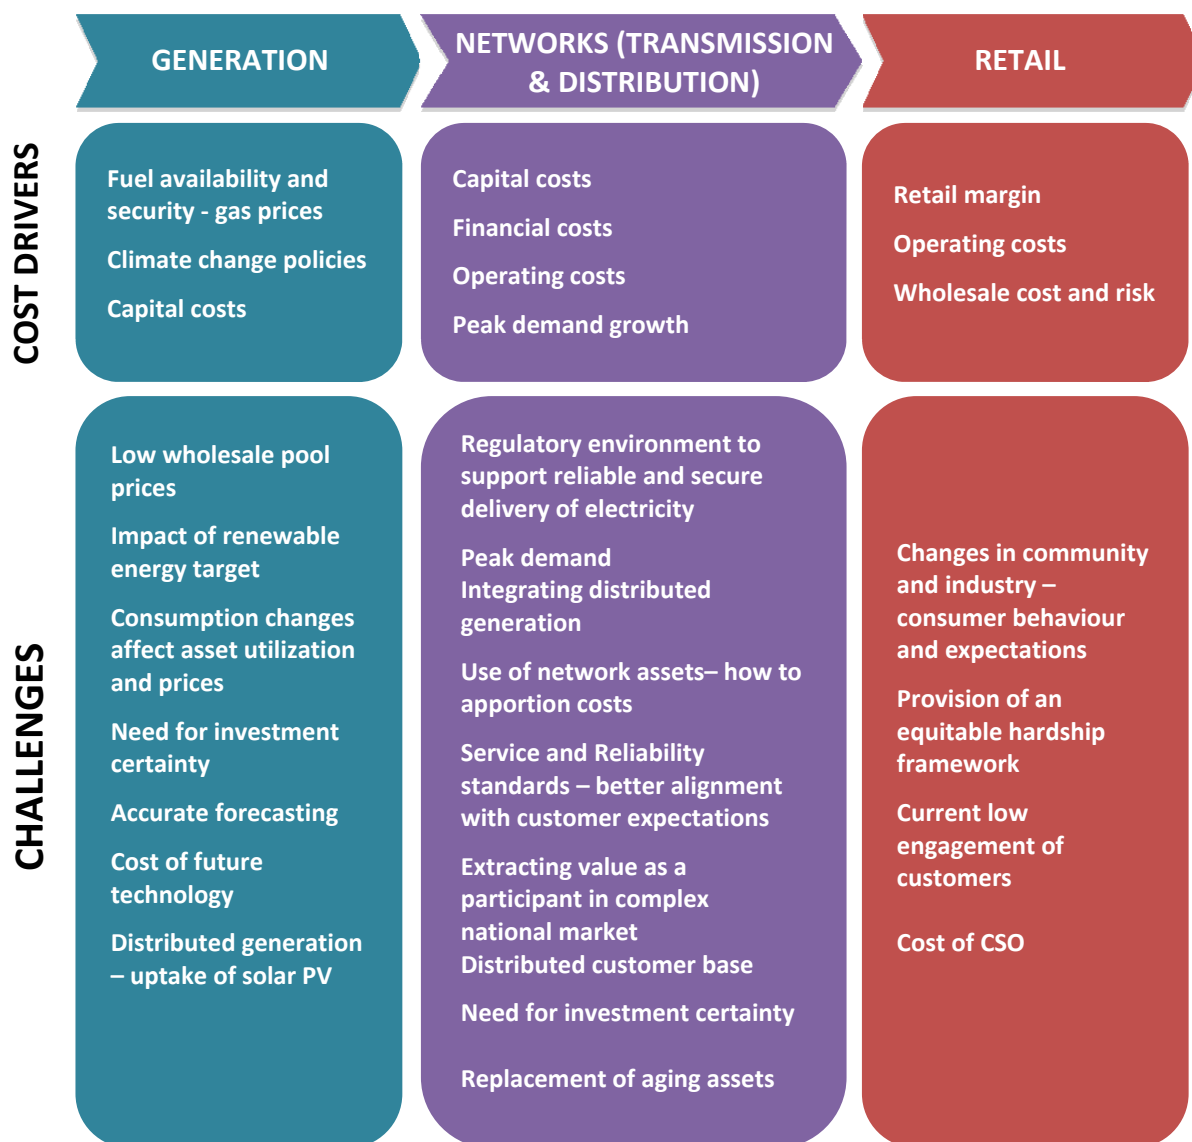 GENERATION
NETWORKS (TRANSMISSION
& DISTRIBUTION)
RETAIL
COST DRIVERS
Fuel availability and
security - gas prices
Climate change policies
Capital costs
Capital costs
Financial costs
Operating costs
Peak demand growth
Retail margin
Operating costs
Wholesale cost and risk
CHALLENGES
Low wholesale pool
prices
Impact of renewable
energy target
Consumption changes
affect asset utilization
and prices
Need for investment
certainty
Accurate forecasting
Cost of future
technology
Distributed generation
– uptake of solar PV
Regulatory environment to
support reliable and secure
delivery of electricity
Peak demand
Integrating distributed
generation
Use of network assets– how to
apportion costs
Service and Reliability
standards – better alignment
with customer expectations
Extracting value as a
participant in complex
national market
Distributed customer base
Need for investment certainty
Replacement of aging assets
Changes in community
and industry –
consumer behaviour
and expectations
Provision of an
equitable hardship
framework
Current low
engagement of
customers
Cost of CSO